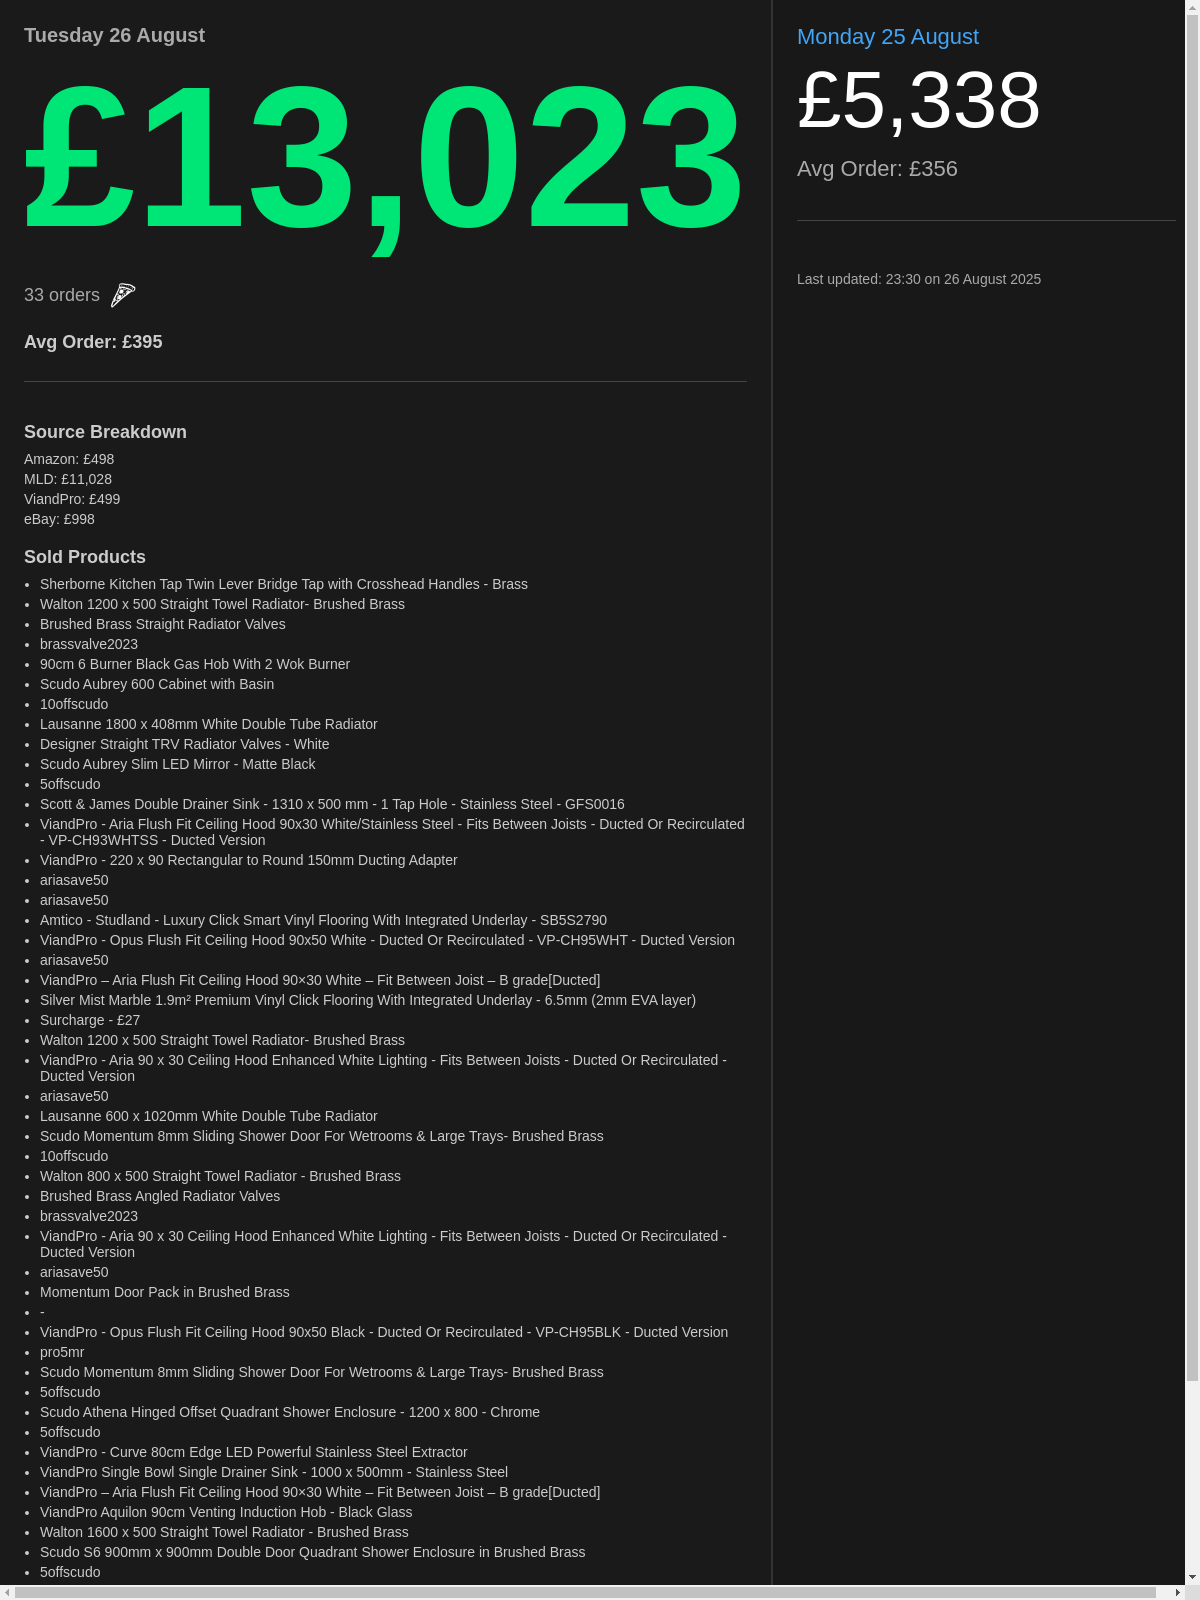 Tuesday 26 August
£13,023
33 orders
Avg Order: £395
Source Breakdown
Amazon: £498
MLD: £11,028
ViandPro: £499
eBay: £998
Sold Products
Sherborne Kitchen Tap Twin Lever Bridge Tap with Crosshead Handles - Brass
Walton 1200 x 500 Straight Towel Radiator- Brushed Brass
Brushed Brass Straight Radiator Valves
brassvalve2023
90cm 6 Burner Black Gas Hob With 2 Wok Burner
Scudo Aubrey 600 Cabinet with Basin
10offscudo
Lausanne 1800 x 408mm White Double Tube Radiator
Designer Straight TRV Radiator Valves - White
Scudo Aubrey Slim LED Mirror - Matte Black
5offscudo
Scott & James Double Drainer Sink - 1310 x 500 mm - 1 Tap Hole - Stainless Steel - GFS0016
ViandPro - Aria Flush Fit Ceiling Hood 90x30 White/Stainless Steel - Fits Between Joists - Ducted Or Recirculated
- VP-CH93WHTSS - Ducted Version
ViandPro - 220 x 90 Rectangular to Round 150mm Ducting Adapter
ariasave50
ariasave50
Amtico - Studland - Luxury Click Smart Vinyl Flooring With Integrated Underlay - SB5S2790
ViandPro - Opus Flush Fit Ceiling Hood 90x50 White - Ducted Or Recirculated - VP-CH95WHT - Ducted Version
ariasave50
ViandPro – Aria Flush Fit Ceiling Hood 90×30 White – Fit Between Joist – B grade[Ducted]
Silver Mist Marble 1.9m² Premium Vinyl Click Flooring With Integrated Underlay - 6.5mm (2mm EVA layer)
Surcharge - £27
Walton 1200 x 500 Straight Towel Radiator- Brushed Brass
ViandPro - Aria 90 x 30 Ceiling Hood Enhanced White Lighting - Fits Between Joists - Ducted Or Recirculated -
Ducted Version
ariasave50
Lausanne 600 x 1020mm White Double Tube Radiator
Scudo Momentum 8mm Sliding Shower Door For Wetrooms & Large Trays- Brushed Brass
10offscudo
Walton 800 x 500 Straight Towel Radiator - Brushed Brass
Brushed Brass Angled Radiator Valves
brassvalve2023
ViandPro - Aria 90 x 30 Ceiling Hood Enhanced White Lighting - Fits Between Joists - Ducted Or Recirculated -
Ducted Version
ariasave50
Momentum Door Pack in Brushed Brass
-
ViandPro - Opus Flush Fit Ceiling Hood 90x50 Black - Ducted Or Recirculated - VP-CH95BLK - Ducted Version
pro5mr
Scudo Momentum 8mm Sliding Shower Door For Wetrooms & Large Trays- Brushed Brass
5offscudo
Scudo Athena Hinged Offset Quadrant Shower Enclosure - 1200 x 800 - Chrome
5offscudo
ViandPro - Curve 80cm Edge LED Powerful Stainless Steel Extractor
ViandPro Single Bowl Single Drainer Sink - 1000 x 500mm - Stainless Steel
ViandPro – Aria Flush Fit Ceiling Hood 90×30 White – Fit Between Joist – B grade[Ducted]
ViandPro Aquilon 90cm Venting Induction Hob - Black Glass
Walton 1600 x 500 Straight Towel Radiator - Brushed Brass
Scudo S6 900mm x 900mm Double Door Quadrant Shower Enclosure in Brushed Brass
5offscudo
Monday 25 August
£5,338
Avg Order: £356
Last updated: 23:30 on 26 August 2025